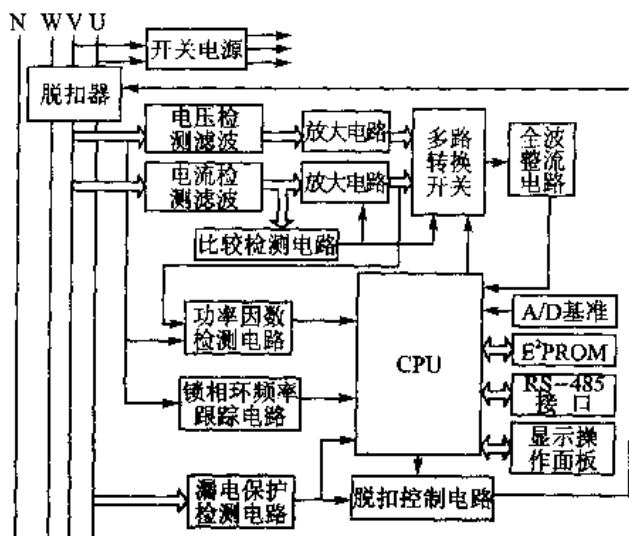 N W V U
开关电源
脱扣器
电压检
测滤波
放大电路
多路
转换
开关
全波
整流
电路
电流检
测滤波
放大电路
比较检测电路
功率因数
检测电路
CPU
A/D基准
E²PROM
RS-485
接 口
锁相环频率
跟踪电路
显示操
作面板
漏电保护
检测电路
脱扣控制电路